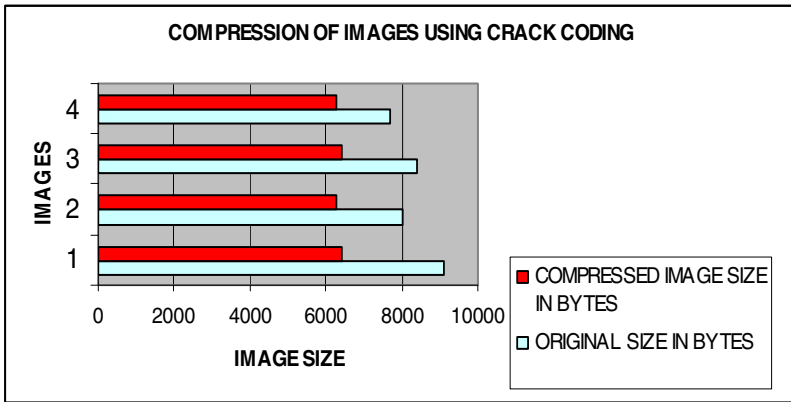 COMPRESSION OF IMAGES USING CRACK CODING
4
3
2
1
IMAGES
0 2000 4000 6000 8000 10000
IMAGE SIZE
COMPRESSED IMAGE SIZE
IN BYTES
ORIGINAL SIZE IN BYTES